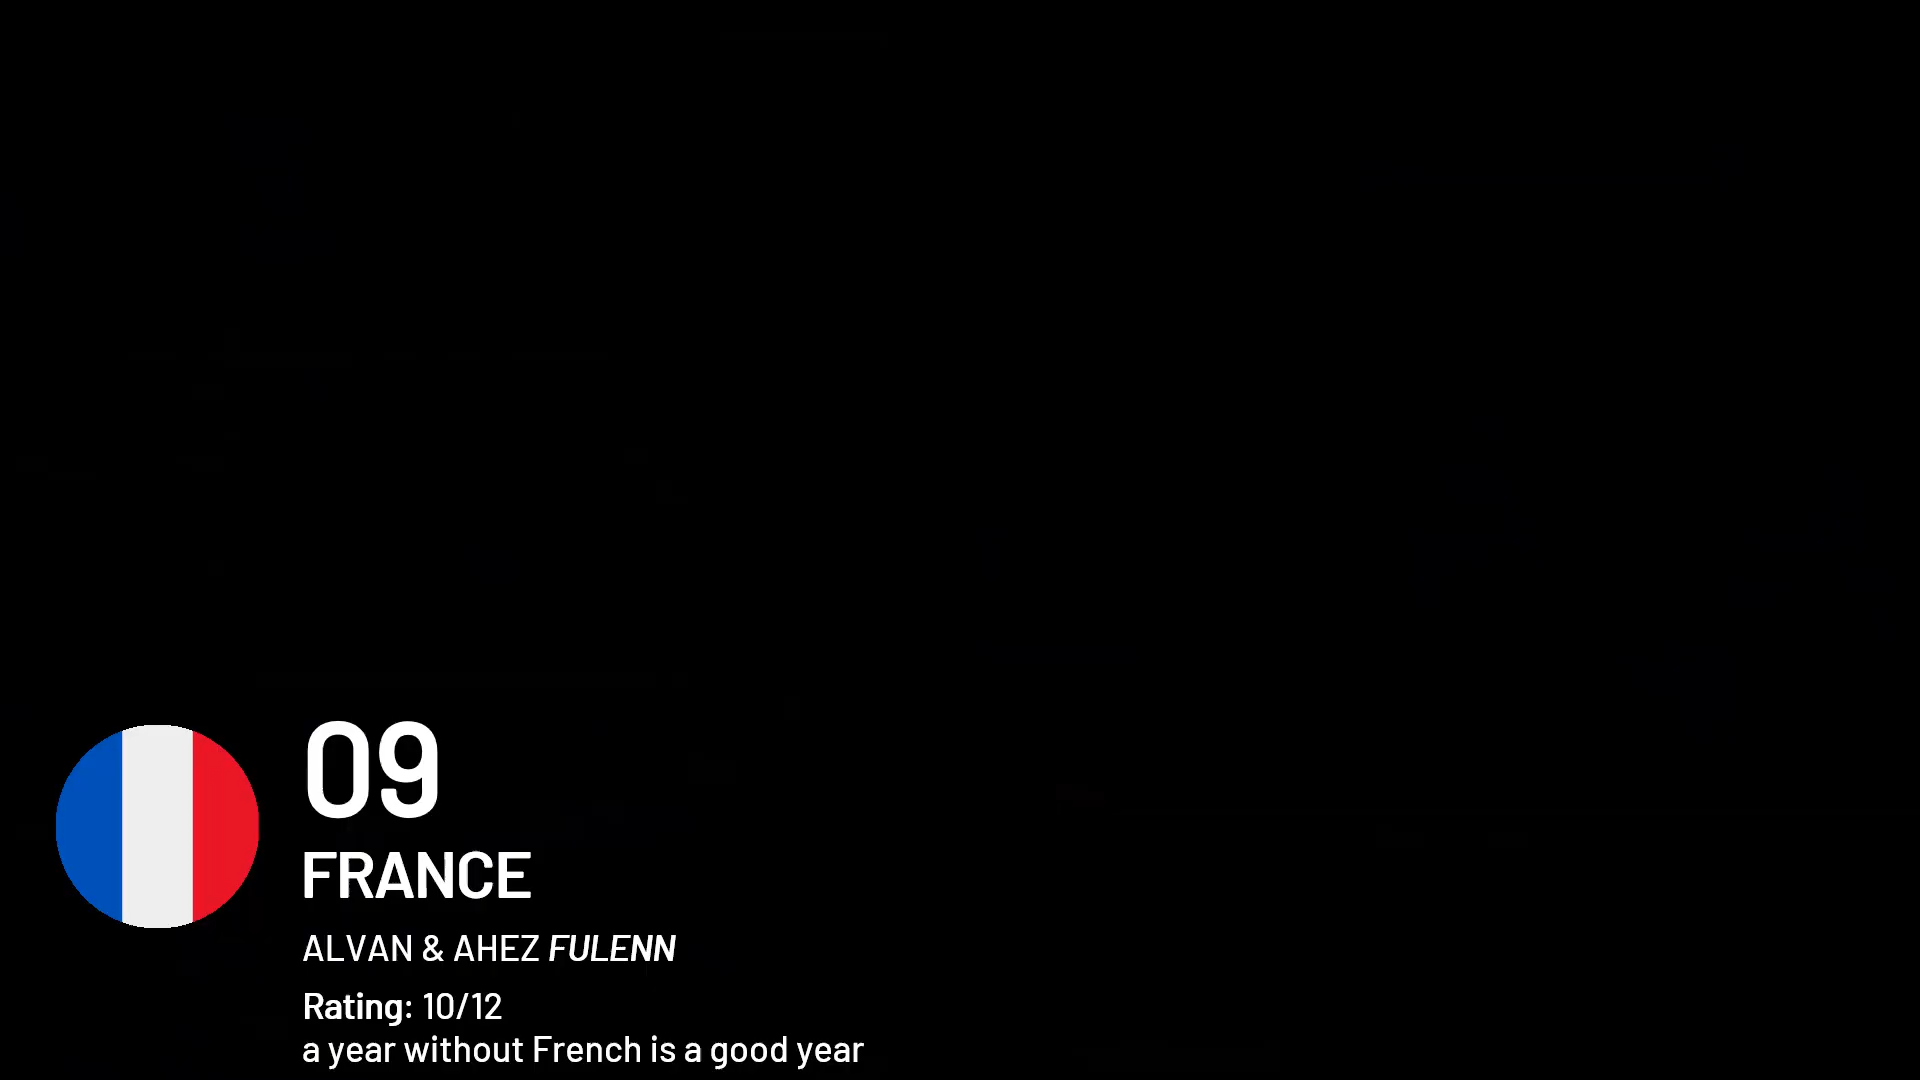 09
FRANCE
ALVAN & AHEZ FULENN
Rating: 10/12
a year without French is a good year